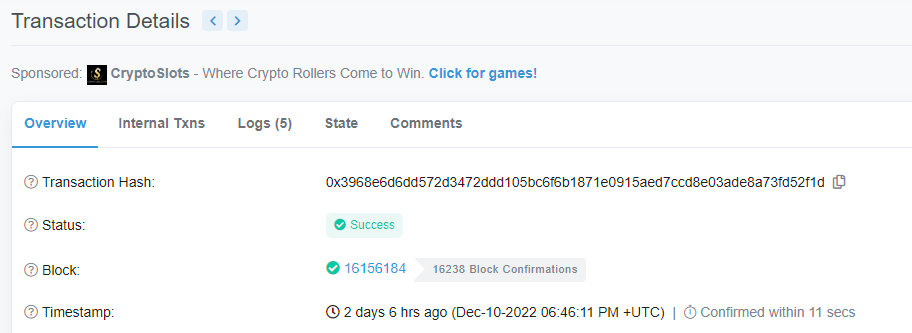 Transaction Details
Sponsored: CryptoSlots - Where Crypto Rollers Come to Win. Click for games!
Overview Internal Txns Logs (5) State Comments
Transaction Hash: 0x3968e6d6dd572d3472ddd105bc6f6b1871e0915aed7ccd8e03ade8a73fd52f1d
Status: Success
Block: 16156184 16238 Block Confirmations
Timestamp: 2 days 6 hrs ago (Dec-10-2022 06:46:11 PM +UTC) | Confirmed within 11 secs